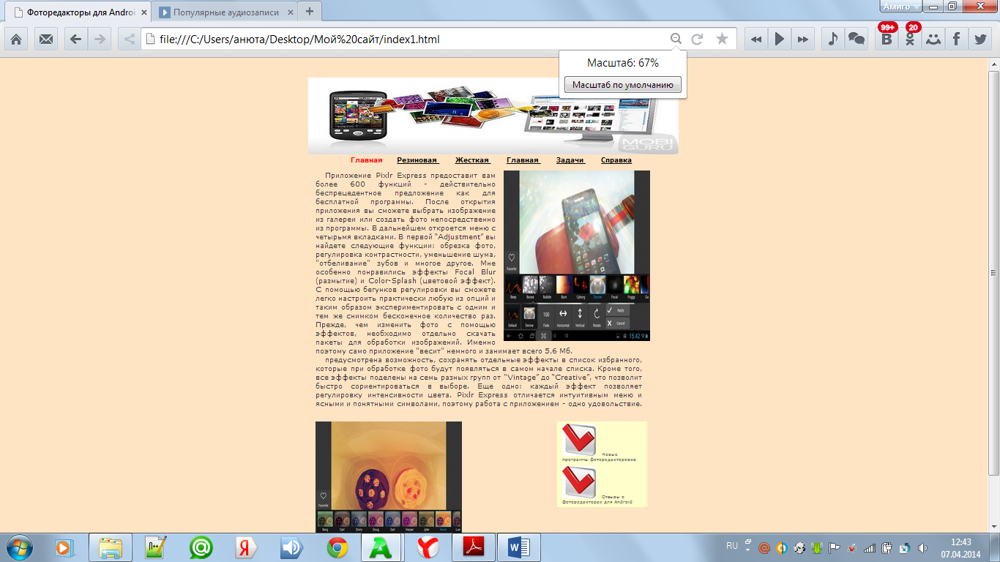 Фоторедакторы для Androi
Популярные аудиозаписи
Амиго
file:///C:/Users/анюта/Desktop/Мой%20сайт/index1.html
99+
20
Масштаб: 67%
Масштаб по умолчанию
MOBI
GURU
Главная Резиновая Жесткая Главная Задачи Справка
Приложение Pixlr Express предоставит вам
более 600 функций - действительно
беспрецедентное предложение как для
бесплатной программы. После открытия
приложения вы сможете выбрать изображение
из галереи или создать фото непосредственно
из программы. В дальнейшем откроется меню с
четырьмя вкладками. В первой "Adjustment" вы
найдете следующие функции: обрезка фото,
регулировка контрастности, уменьшение шума,
"отбеливание" зубов и многое другое. Мне
особенно понравились эффекты Focal Blur
(размытие) и Color-Splash (цветовой эффект).
С помощью бегунков регулировки вы сможете
легко настроить практически любую из опций и
таким образом экспериментировать с одним и
тем же снимком бесконечное количество раз.
Прежде, чем изменить фото с помощью
эффектов, необходимо отдельно скачать
пакеты для обработки изображений. Именно
поэтому само приложение "весит" немного и занимает всего 5,6 Мб.
Favorite
Beep Bocea Bubble Burn Cyborg Devine Focal Foggy
Default Devine 100 Fade Horizontal Vertical Rotate Apply
Cancel
15:42
предусмотрена возможность, сохранять отдельные эффекты в список избранного,
которые при обработке фото будут появляться в самом начале списка. Кроме того,
все эффекты поделены на семь разных групп от "Vintage" до "Creative", что позволит
быстро сориентироваться в выборе. Еще одно: каждый эффект позволяет
регулировку интенсивности цвета. Pixlr Express отличается интуитивным меню и
ясными и понятными символами, поэтому работа с приложением - одно удовольствие.
Favorite
Borg Carl Doris Doug Earl Harper Jyler
Новые
программы фоторедакторов
Отзывы о
фоторедакторах для Android
RU
12:43
07.04.2014